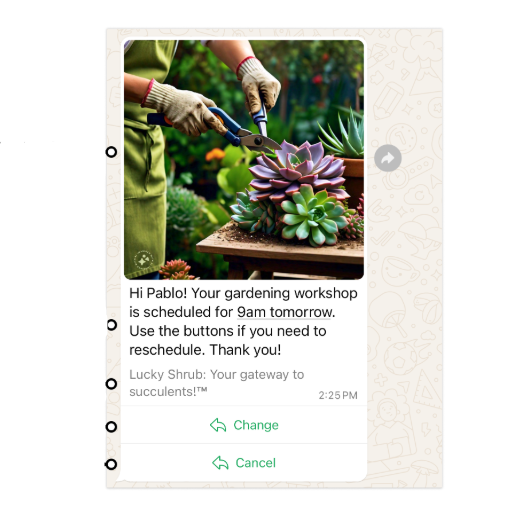 Hi Pablo! Your gardening workshop
is scheduled for 9am tomorrow.
Use the buttons if you need to
reschedule. Thank you!
Lucky Shrub: Your gateway to
succulents!™
2:25 PM
Change
Cancel